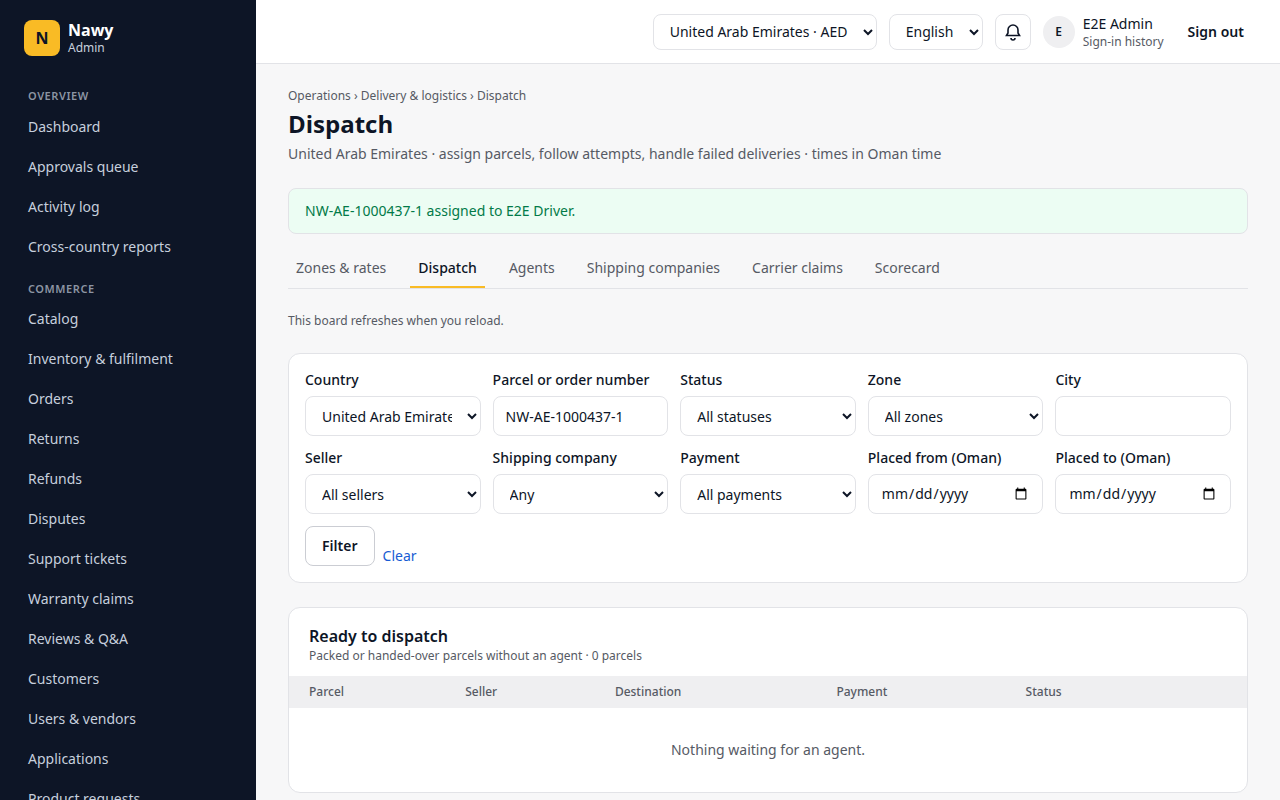 N
Nawy
Admin
United Arab Emirates · AED
English
E
E2E Admin
Sign-in history
Sign out
OVERVIEW
Dashboard
Approvals queue
Activity log
Cross-country reports
COMMERCE
Catalog
Inventory & fulfilment
Orders
Returns
Refunds
Disputes
Support tickets
Warranty claims
Reviews & Q&A
Customers
Users & vendors
Applications
Product requests
Operations › Delivery & logistics › Dispatch
Dispatch
United Arab Emirates · assign parcels, follow attempts, handle failed deliveries · times in Oman time
NW-AE-1000437-1 assigned to E2E Driver.
Zones & rates Dispatch Agents Shipping companies Carrier claims Scorecard
This board refreshes when you reload.
Country Parcel or order number Status Zone City
United Arab Emirate NW-AE-1000437-1 All statuses All zones
Seller Shipping company Payment Placed from (Oman) Placed to (Oman)
All sellers Any All payments mm/dd/yyyy mm/dd/yyyy
Filter Clear
Ready to dispatch
Packed or handed-over parcels without an agent · 0 parcels
Parcel Seller Destination Payment Status
Nothing waiting for an agent.